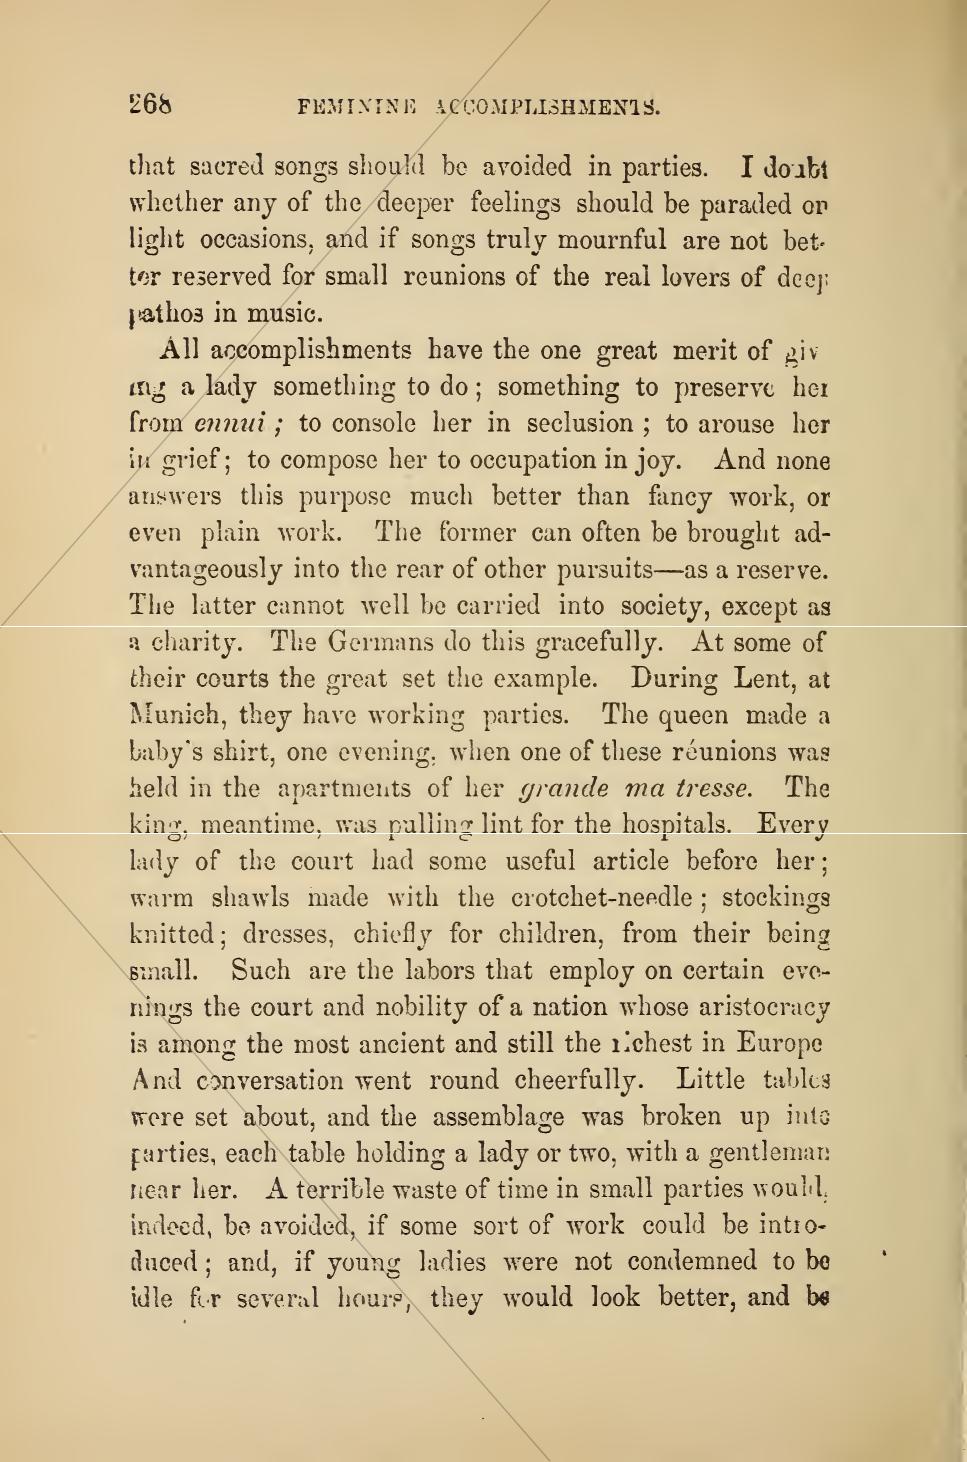 268 FEMININE ACCOMPLISHMENTS.
that sacred songs should be avoided in parties. I doubt
whether any of the deeper feelings should be paraded on
light occasions, and if songs truly mournful are not bet-
ter reserved for small reunions of the real lovers of deep
pathos in music.
All accomplishments have the one great merit of giv
ing a lady something to do; something to preserve her
from ennui; to console her in seclusion; to arouse her
in grief; to compose her to occupation in joy. And none
answers this purpose much better than fancy work, or
even plain work. The former can often be brought ad-
vantageously into the rear of other pursuits—as a reserve.
The latter cannot well be carried into society, except as
a charity. The Germans do this gracefully. At some of
their courts the great set the example. During Lent, at
Munich, they have working parties. The queen made a
baby's shirt, one evening, when one of these réunions was
held in the apartments of her grande ma tresse. The
king, meantime, was pulling lint for the hospitals. Every
lady of the court had some useful article before her;
warm shawls made with the crotchet-needle; stockings
knitted; dresses, chiefly for children, from their being
small. Such are the labors that employ on certain eve-
nings the court and nobility of a nation whose aristocracy
is among the most ancient and still the richest in Europe
And conversation went round cheerfully. Little tables
were set about, and the assemblage was broken up into
parties, each table holding a lady or two, with a gentleman
near her. A terrible waste of time in small parties would,
indeed, be avoided, if some sort of work could be intro-
duced; and, if young ladies were not condemned to be
idle for several hours, they would look better, and be